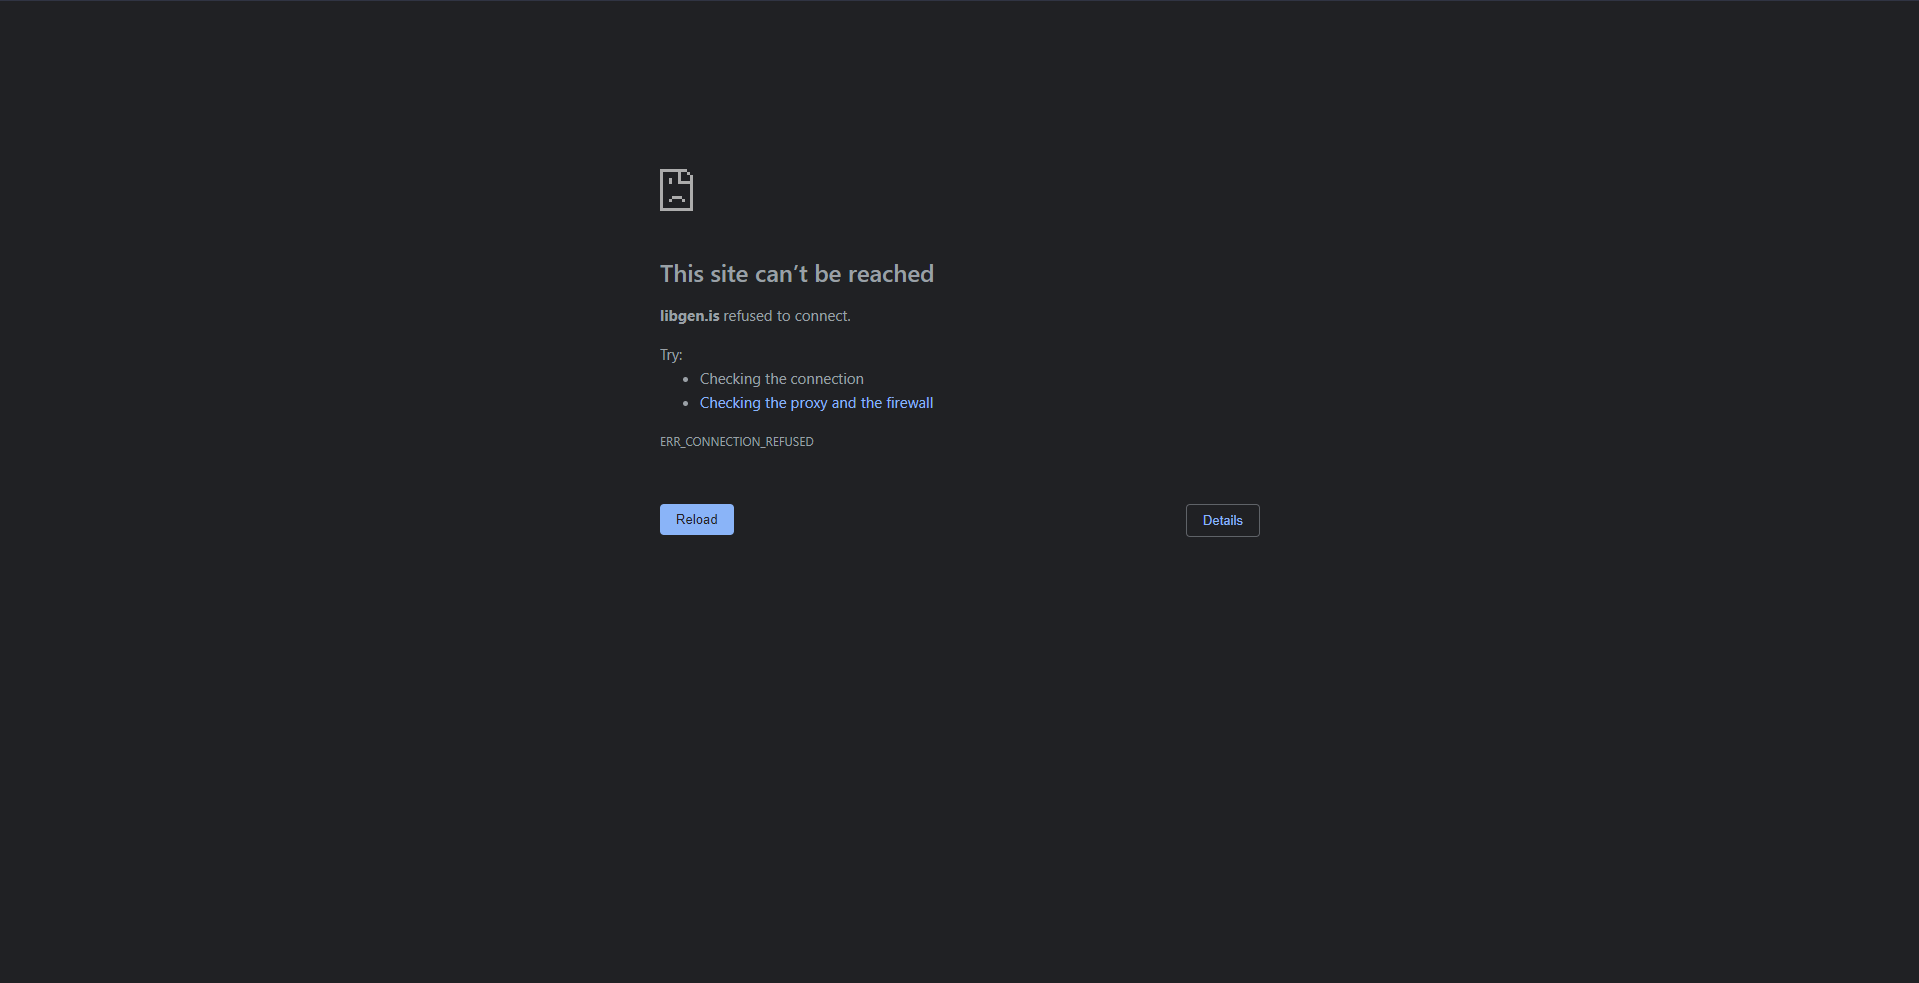 This site can’t be reached
libgen.is refused to connect.
Try:
Checking the connection
Checking the proxy and the firewall
ERR_CONNECTION_REFUSED
Reload
Details